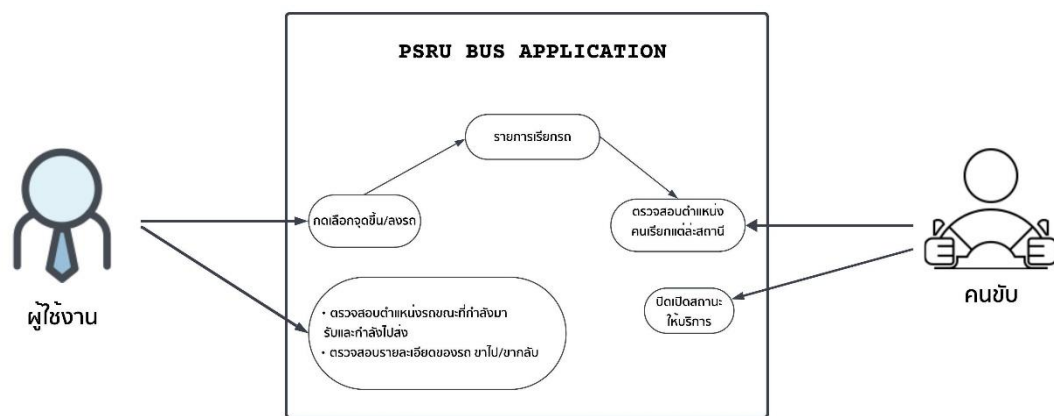 PSRU BUS APPLICATION
รายการเรียกรถ
กดเลือกจุดขึ้น/ลงรถ
ตรวจสอบตำแหน่ง
คนเรียกแต่ล่ะสถานี
• ตรวจสอบตำแหน่งรถขณะที่กำลังมา
รับและกำลังไปส่ง
• ตรวจสอบรายละเอียดของรถ ขาไป/ขากลับ
ปิดเปิดสถานะ
ให้บริการ
ผู้ใช้งาน
คนขับ